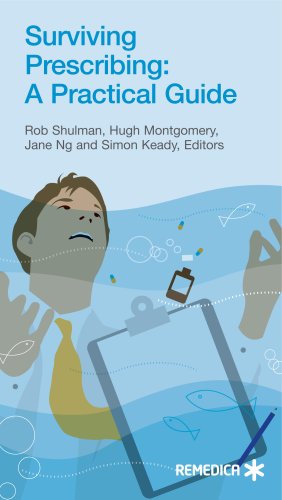 Surviving
Prescribing:
A Practical Guide
Rob Shulman, Hugh Montgomery,
Jane Ng and Simon Keady, Editors
REMEDICA